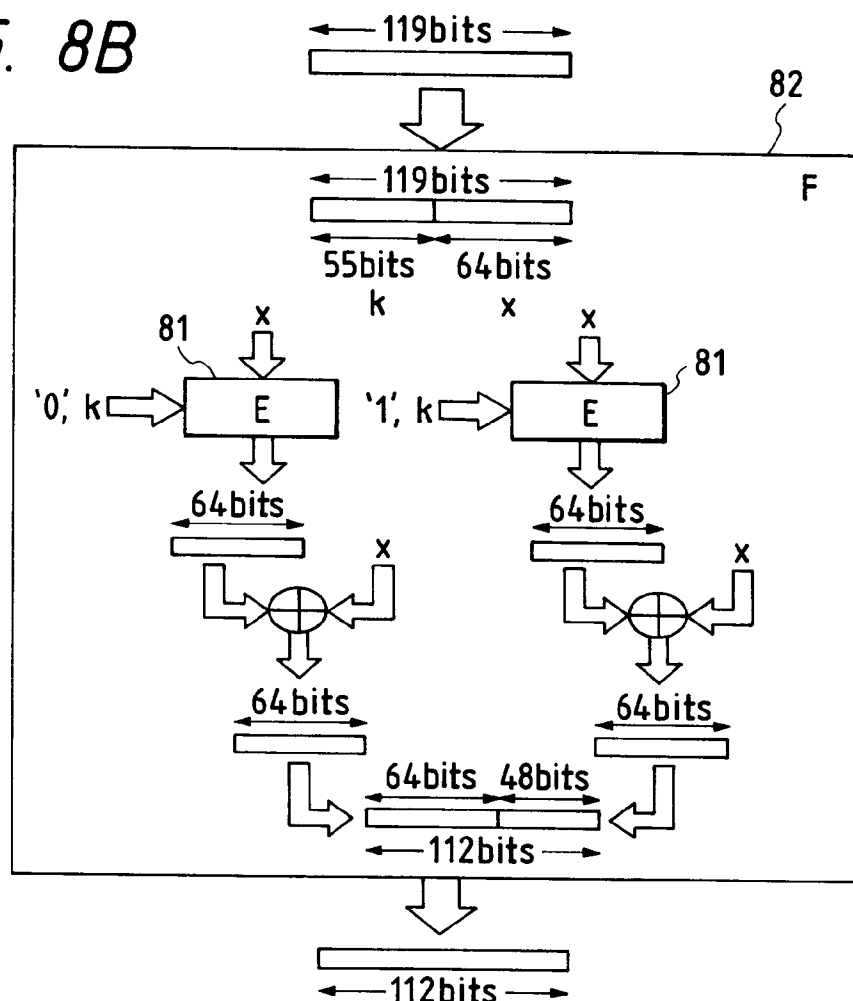 8B
119bits
82
119bits
F
55bits 64bits
k x
81 x x 81
'0', k E '1', k E
64bits 64bits
x x
64bits 64bits
64bits 48bits
112bits
112bits